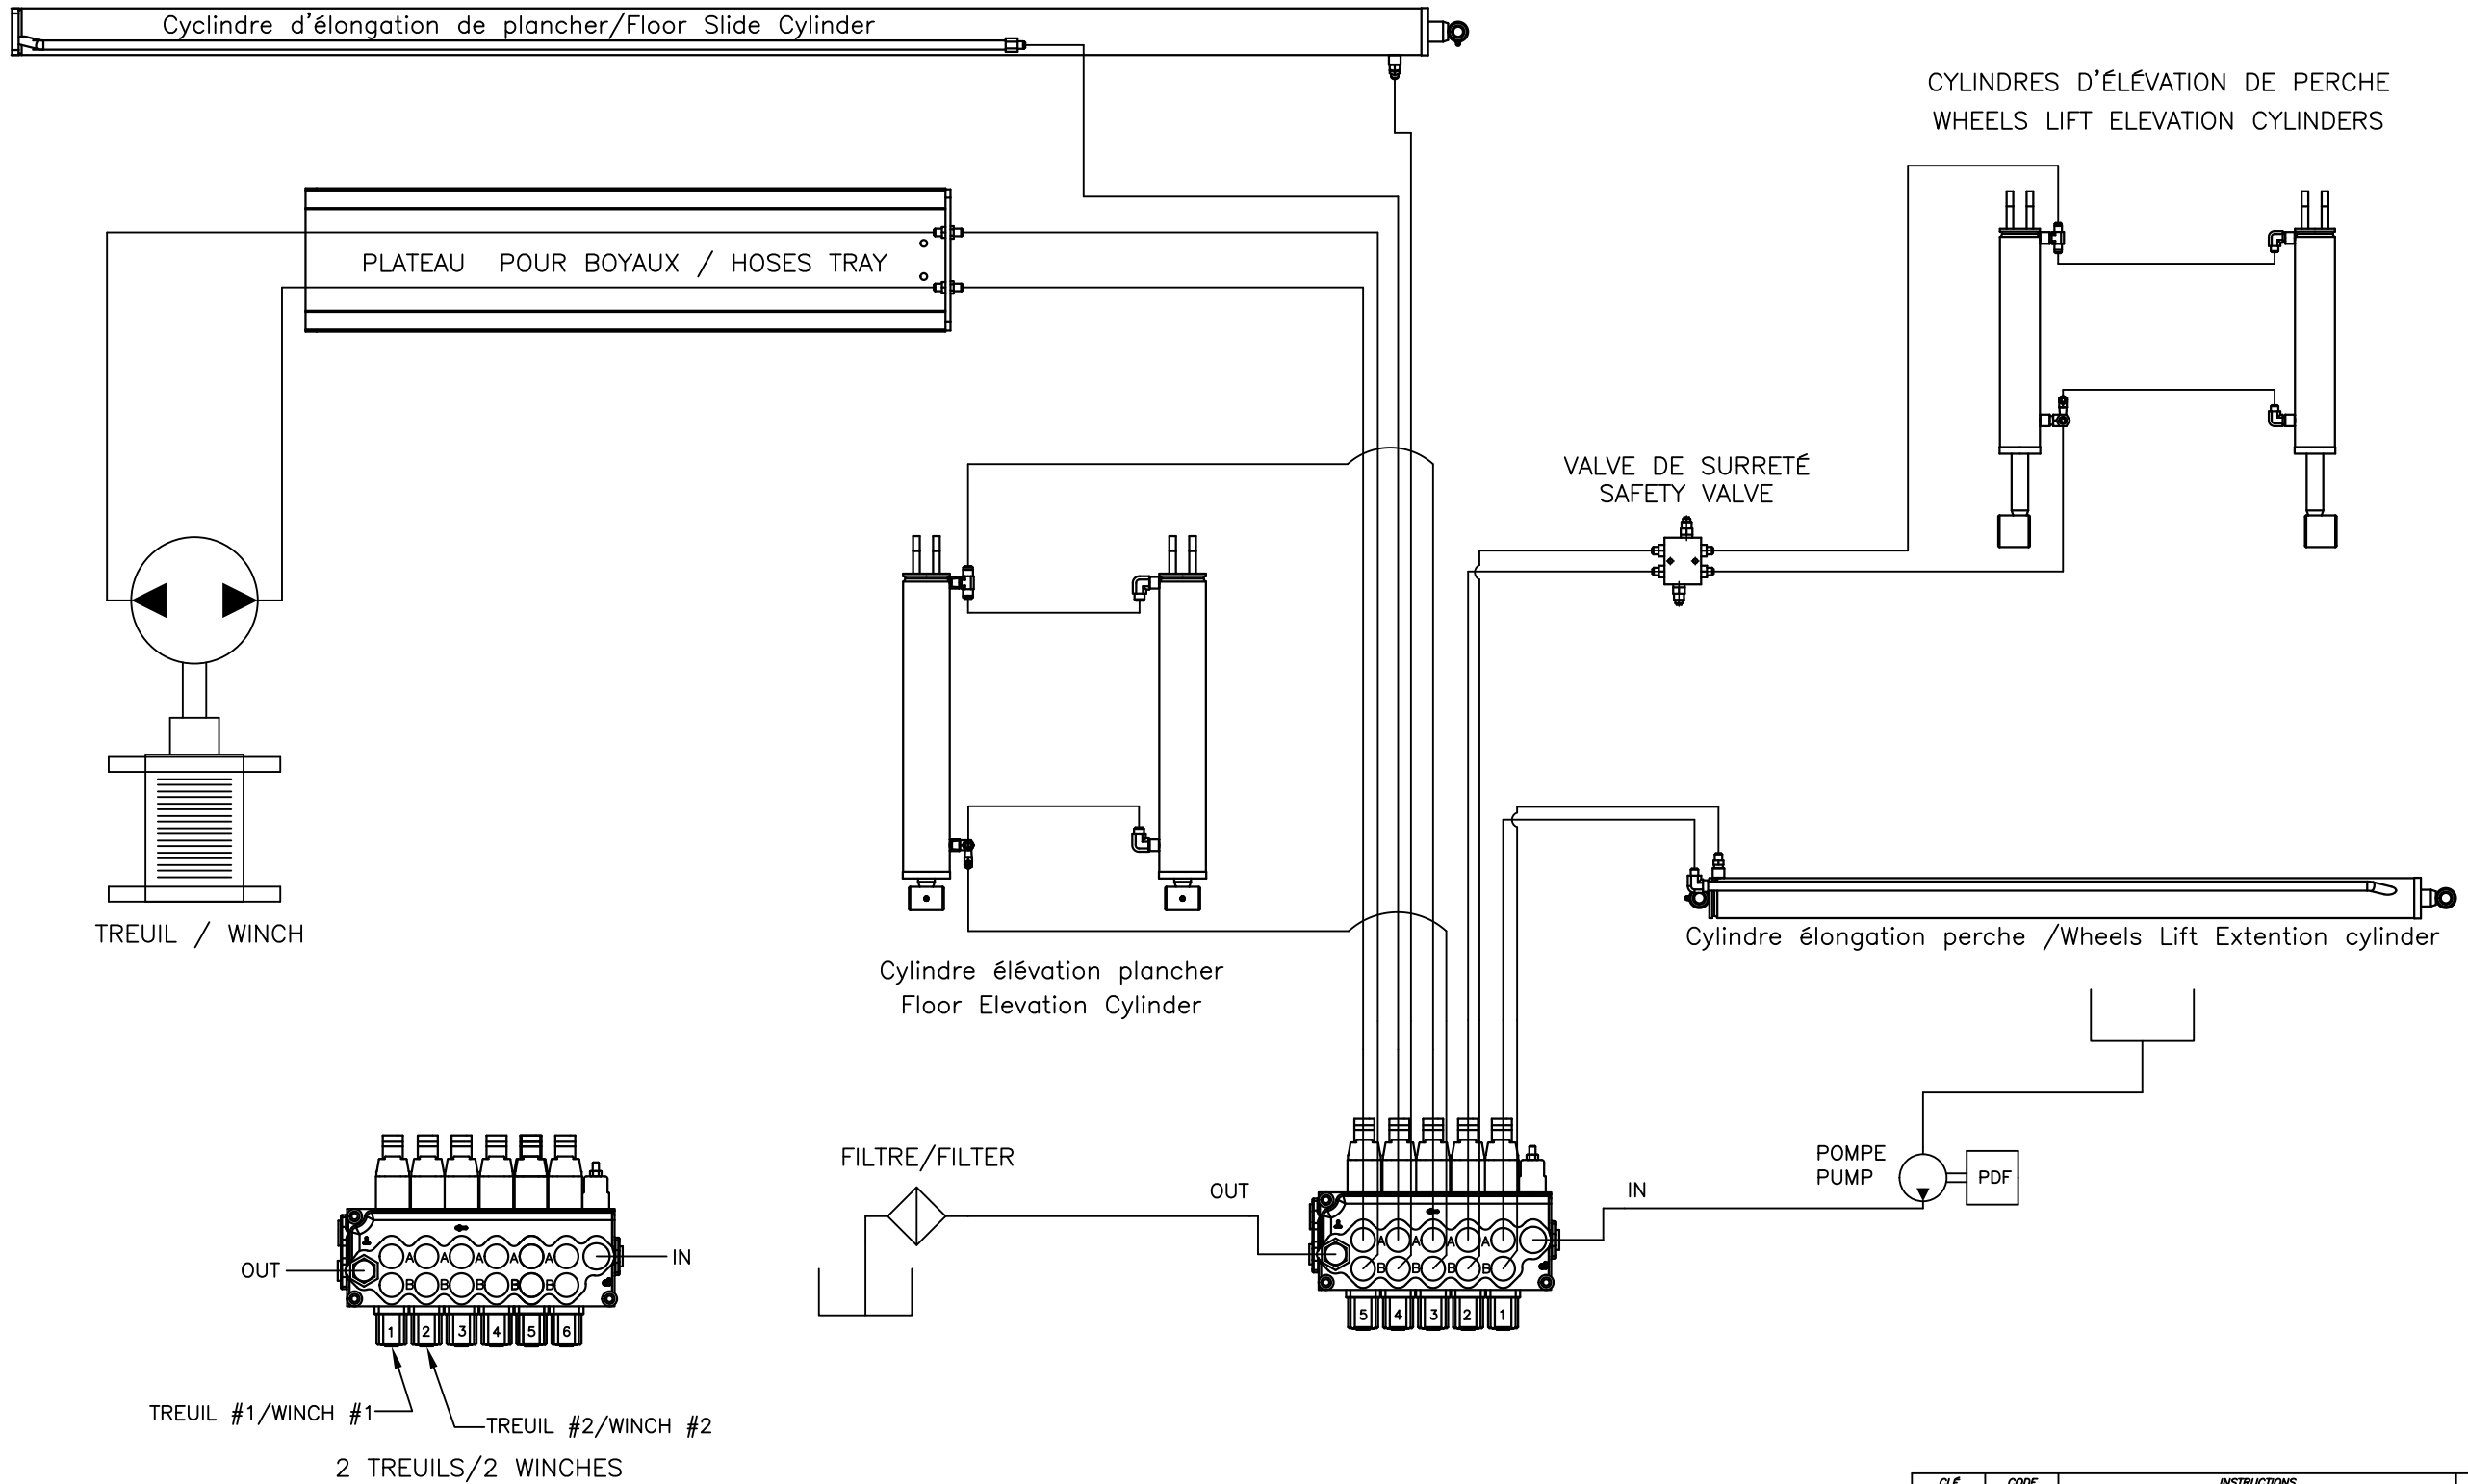 Cyclindre d'élongation de plancher/Floor Slide Cylinder
CYLINDRES D'ÉLÉVATION DE PERCHE
WHEELS LIFT ELEVATION CYLINDERS
PLATEAU POUR BOYAUX / HOSES TRAY
VALVE DE SURRETÉ
SAFETY VALVE
TREUIL / WINCH
Cylindre élongation perche /Wheels Lift Extention cylinder
Cylindre élévation plancher
Floor Elevation Cylinder
FILTRE/FILTER
POMPE
PUMP
PDF
OUT
IN
A A A A
B B B B
5 4 3 2 1
OUT
IN
A A A A A
B B B B B
1 2 3 4 5 6
TREUIL #1/WINCH #1
TREUIL #2/WINCH #2
2 TREUILS/2 WINCHES
CLÉ CODE INSTRUCTIONS